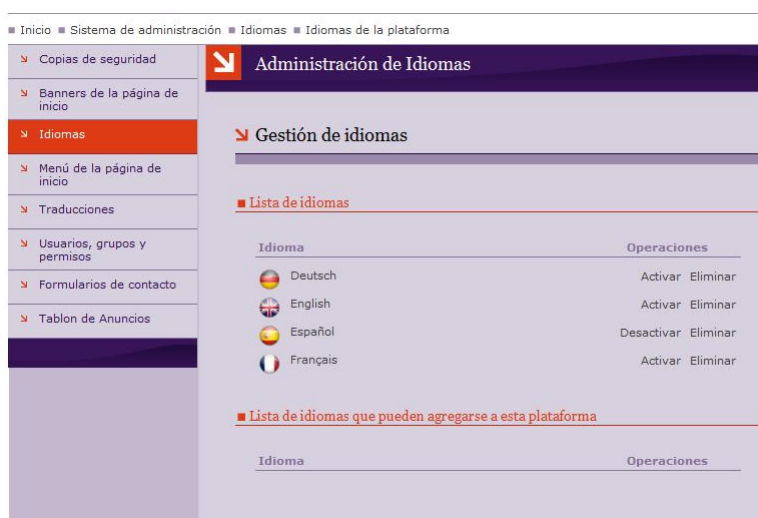 Inicio Sistema de administración Idiomas Idiomas de la plataforma
Copias de seguridad
Banners de la página de
inicio
Idiomas
Menú de la página de
inicio
Traducciones
Usuarios, grupos y
permisos
Formularios de contacto
Tablon de Anuncios
Administración de Idiomas
Gestión de idiomas
Lista de idiomas
Idioma Operaciones
Deutsch Activar Eliminar
English Activar Eliminar
Español Desactivar Eliminar
Français Activar Eliminar
Lista de idiomas que pueden agregarse a esta plataforma
Idioma Operaciones